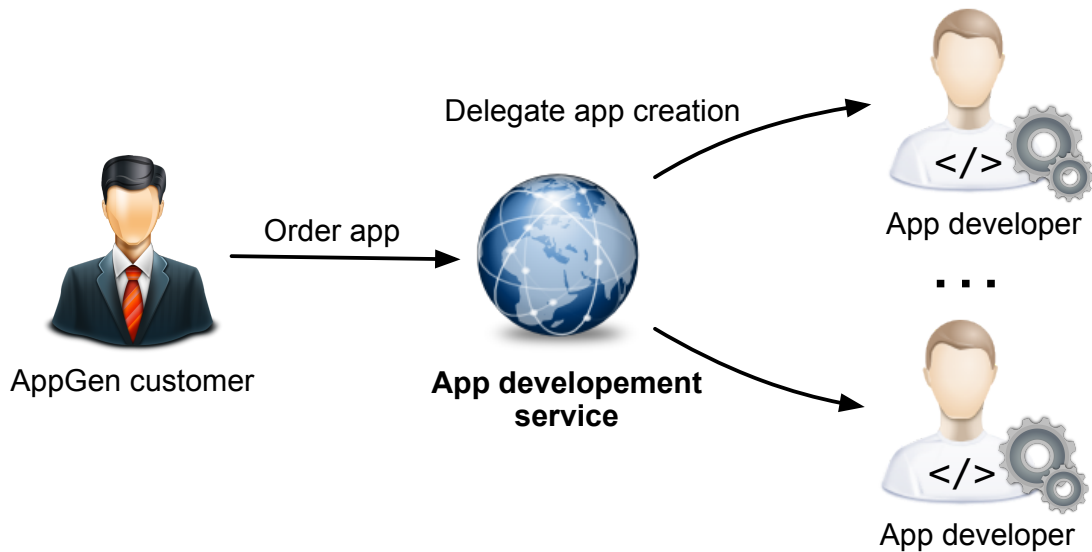 Delegate app creation
</>
App developer
Order app
...
AppGen customer
App developement
service
</>
App developer